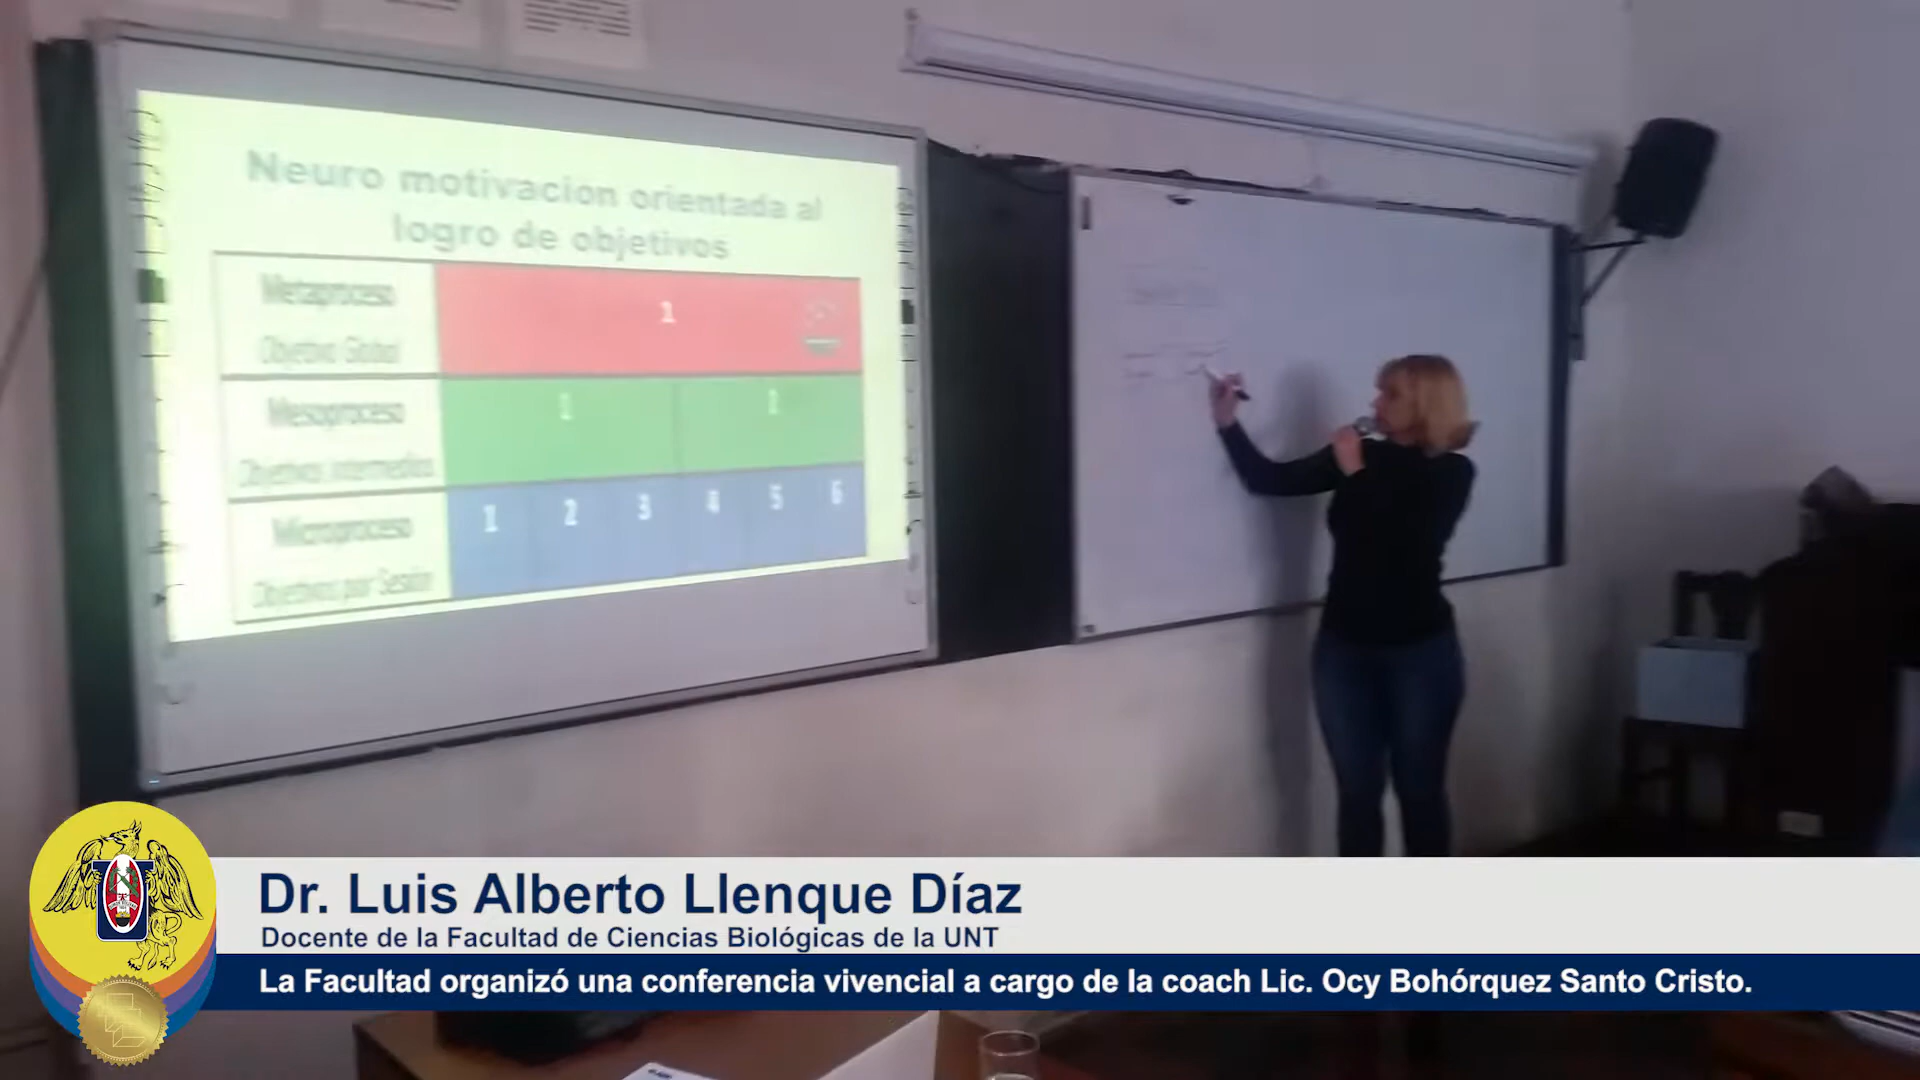 Neuro motivacion orientada al
logro de objetivos
Metaproceso
1
Objetivo Global
Mesoproceso
1
2
Objetivos intermedios
Microproceso
1 2 3 4 5 6
Objetivos por Sesión
Dr. Luis Alberto Llenque Díaz
Docente de la Facultad de Ciencias Biológicas de la UNT
La Facultad organizó una conferencia vivencial a cargo de la coach Lic. Ocy Bohórquez Santo Cristo.